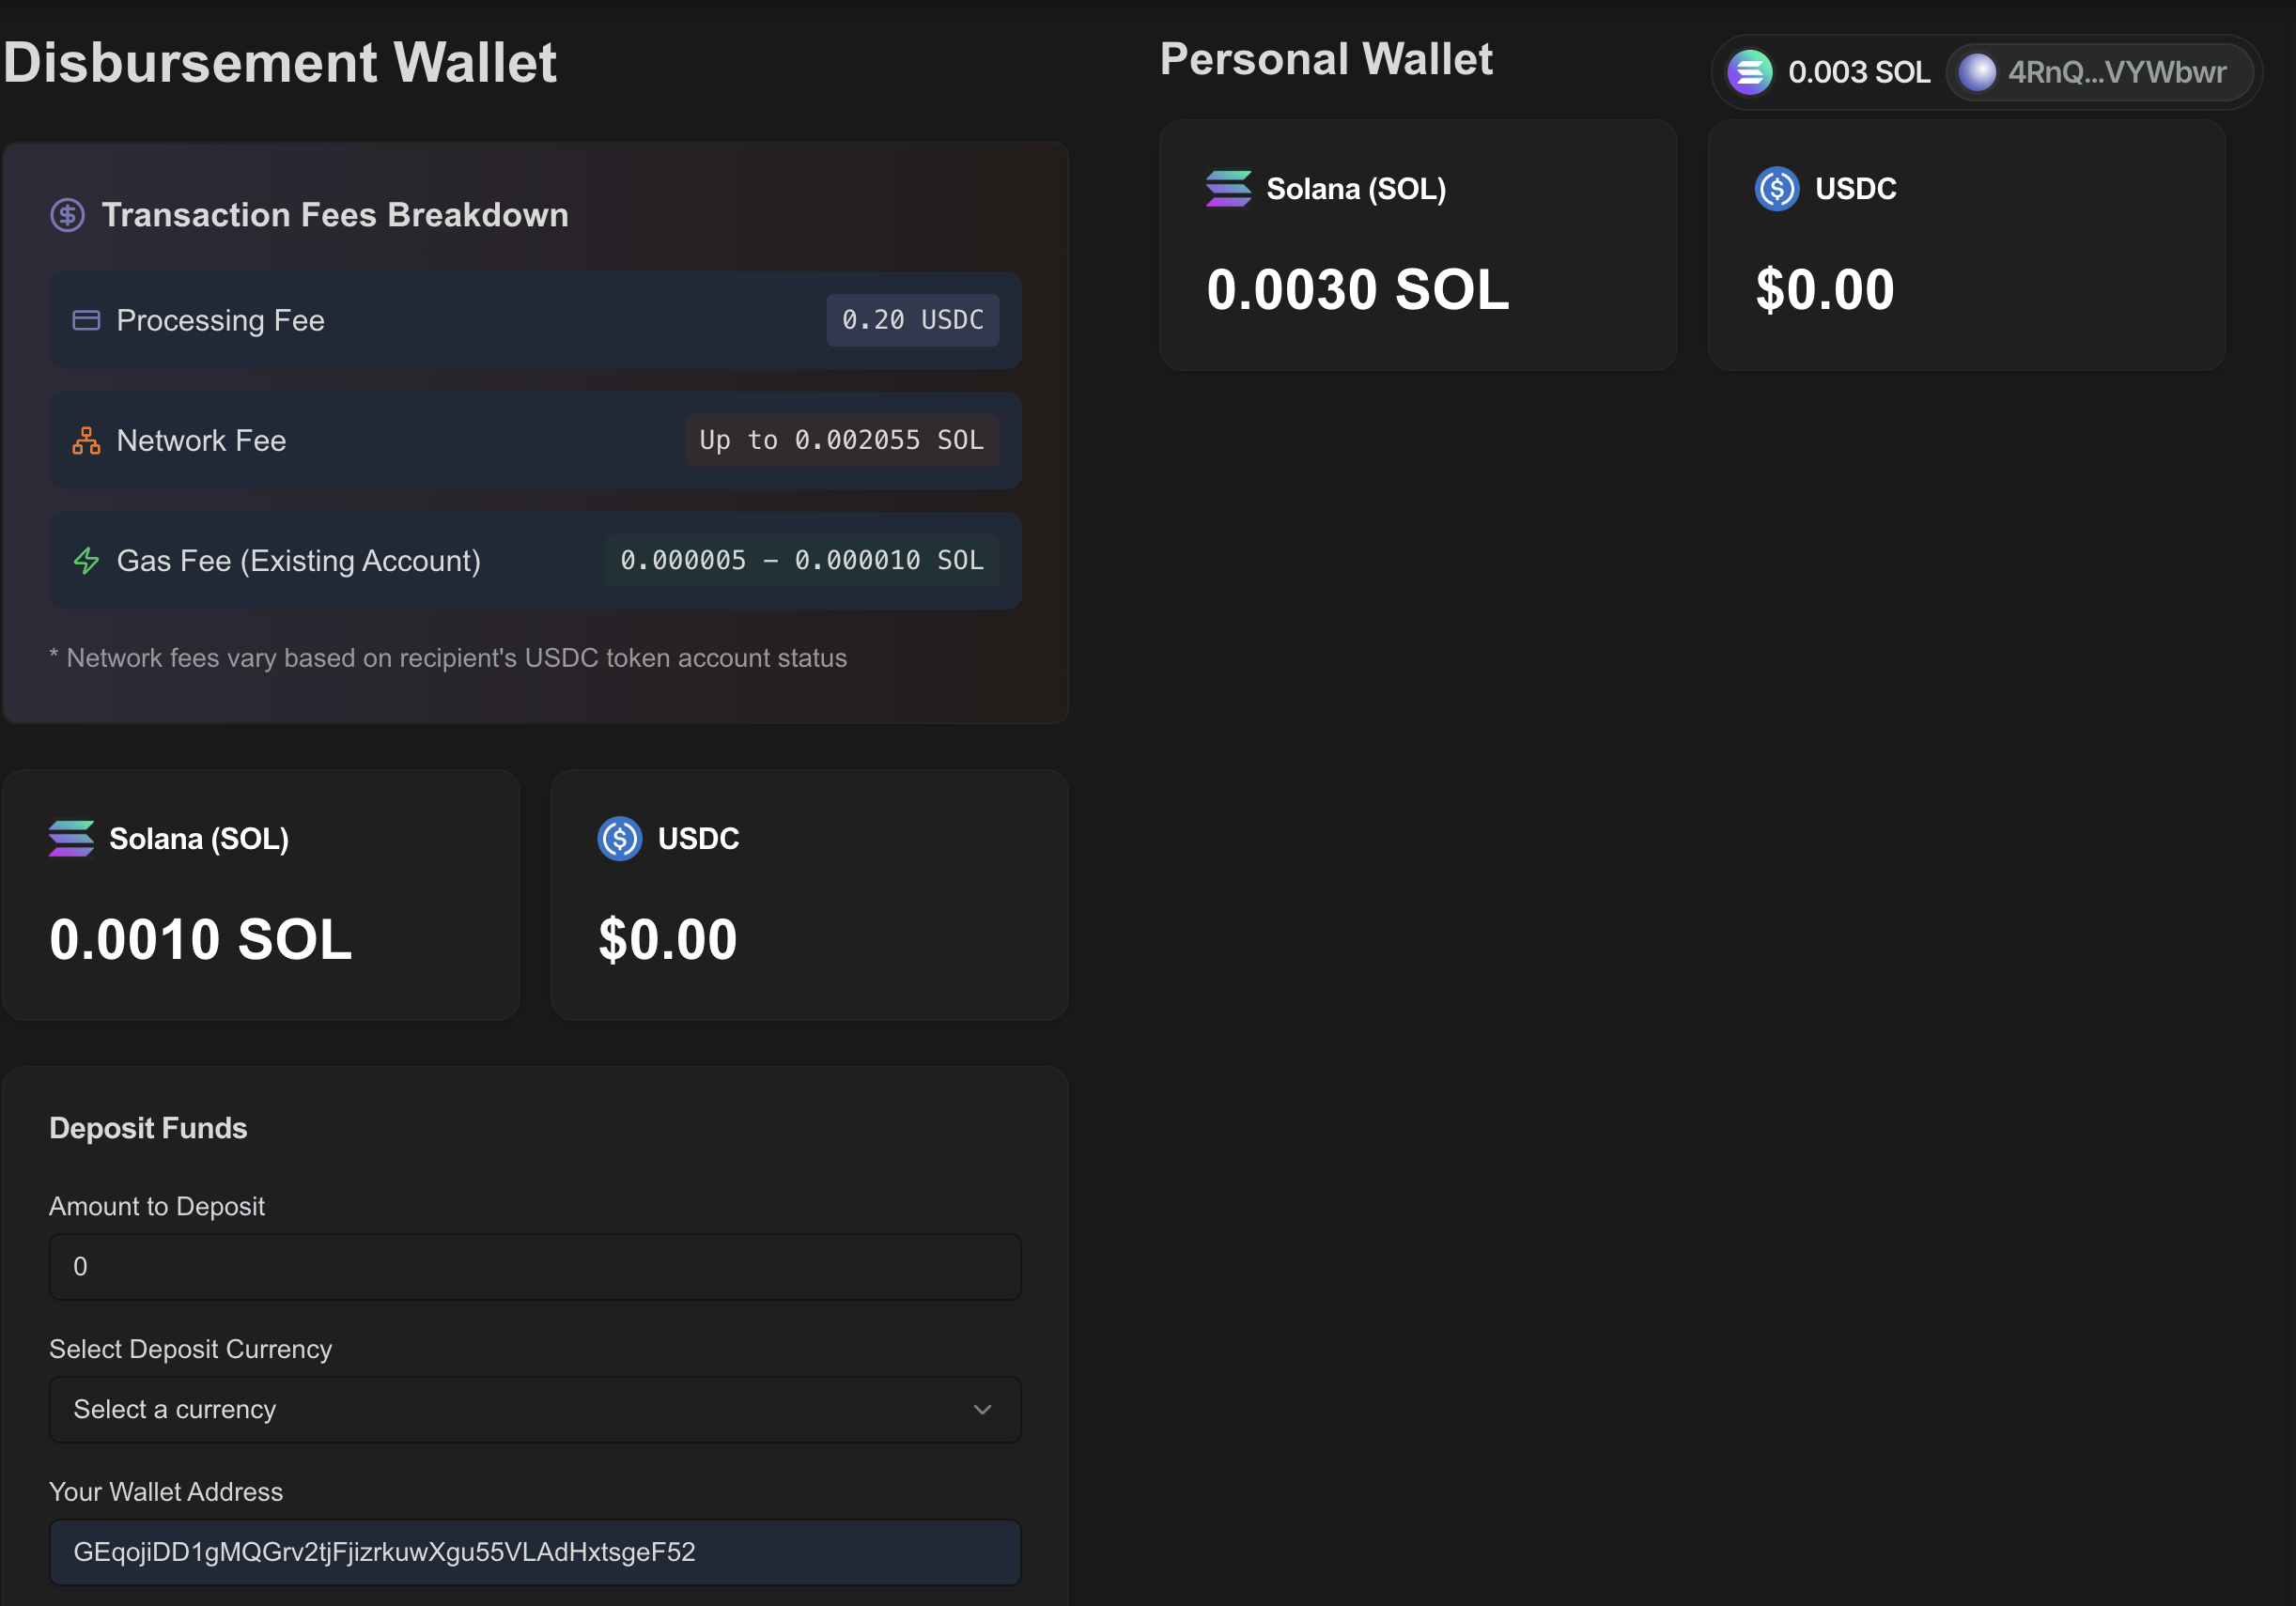 Disbursement Wallet
Transaction Fees Breakdown
Processing Fee 0.20 USDC
Network Fee Up to 0.002055 SOL
Gas Fee (Existing Account) 0.000005 – 0.000010 SOL
* Network fees vary based on recipient's USDC token account status
Solana (SOL)
0.0010 SOL
USDC
$0.00
Deposit Funds
Amount to Deposit
0
Select Deposit Currency
Select a currency
Your Wallet Address
GEqojiDD1gMQGrv2tjFjizrkuwXgu55VLAdHxtsgeF52
Personal Wallet
0.003 SOL 4RnQ...VYWbwr
Solana (SOL)
0.0030 SOL
USDC
$0.00